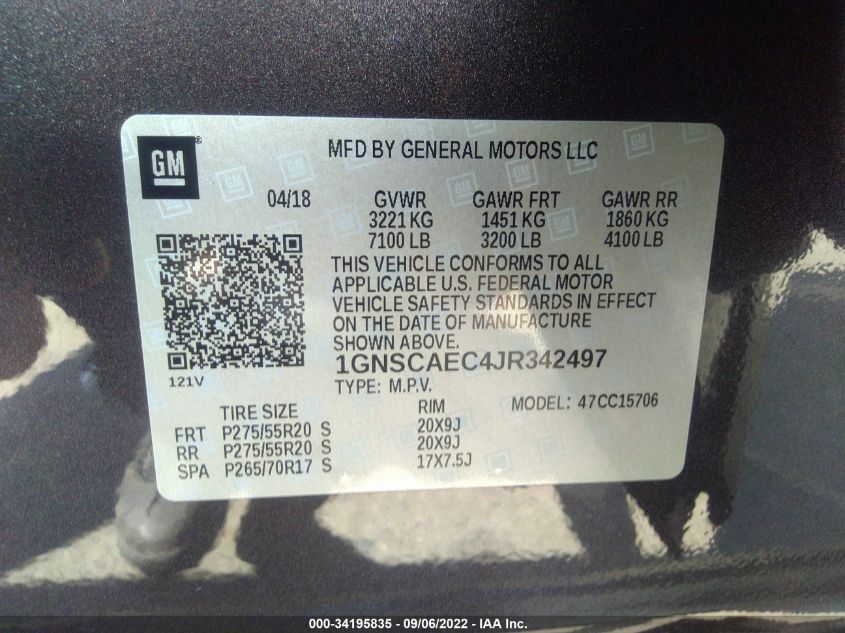 GM ®
MFD BY GENERAL MOTORS LLC
04/18 GVWR GAWR FRT GAWR RR
3221 KG 1451 KG 1860 KG
7100 LB 3200 LB 4100 LB
THIS VEHICLE CONFORMS TO ALL
APPLICABLE U.S. FEDERAL MOTOR
VEHICLE SAFETY STANDARDS IN EFFECT
ON THE DATE OF MANUFACTURE
SHOWN ABOVE.
1GNSCAEC4JR342497
121V
TYPE: M.P.V. MODEL: 47CC15706
TIRE SIZE RIM
FRT P275/55R20 S 20X9J
RR P275/55R20 S 20X9J
SPA P265/70R17 S 17X7.5J
000-34195835 - 09/06/2022 - IAA Inc.